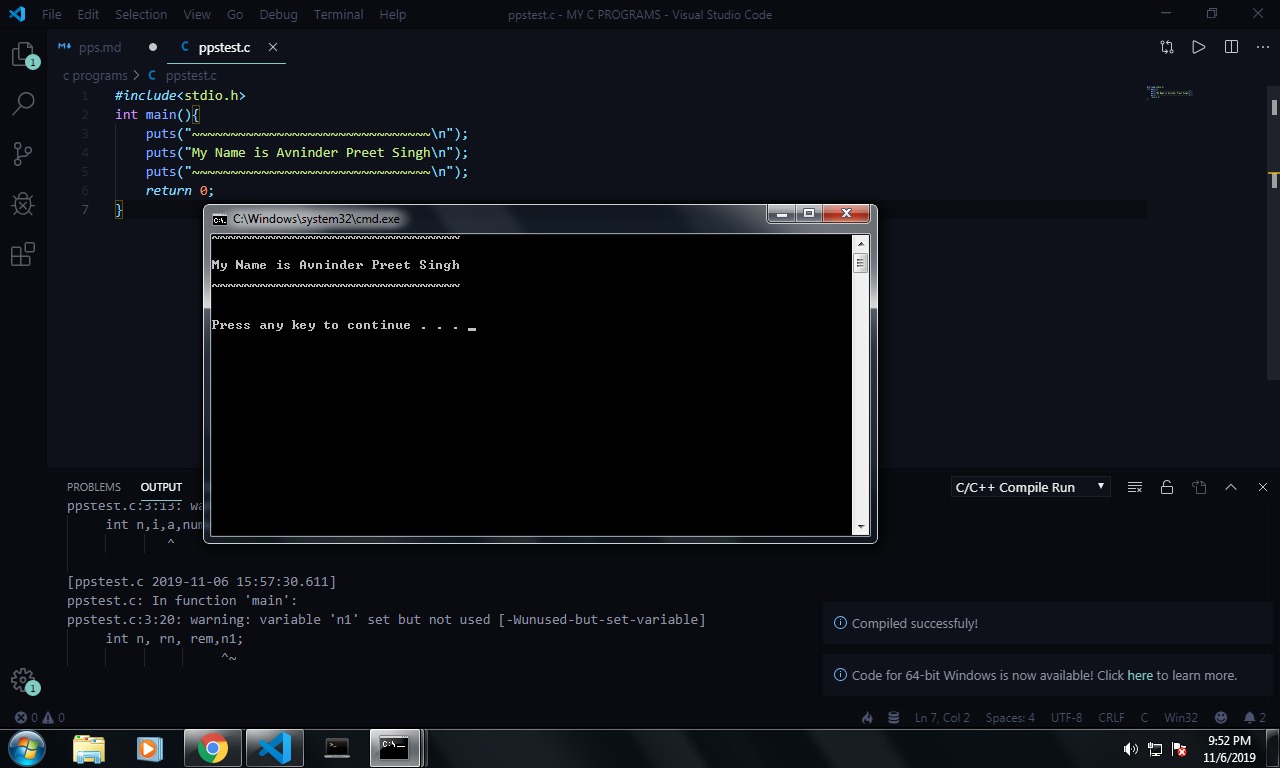 File Edit Selection View Go Debug Terminal Help ppstest.c - MY C PROGRAMS - Visual Studio Code
pps.md ppstest.c
c programs > C ppstest.c
1 #include<stdio.h>
2 int main(){
3 puts("~~~~~~~~~~~~~~~~~~~~~~~~~~~~~~~\n");
4 puts("My Name is Avninder Preet Singh\n");
5 puts("~~~~~~~~~~~~~~~~~~~~~~~~~~~~~~~\n");
6 return 0;
7 }
C:\Windows\system32\cmd.exe
~~~~~~~~~~~~~~~~~~~~~~~~~~~~~~~
My Name is Avninder Preet Singh
~~~~~~~~~~~~~~~~~~~~~~~~~~~~~~~
Press any key to continue . . . _
PROBLEMS OUTPUT C/C++ Compile Run
ppstest.c:3:13: wa
int n,i,a,num
^
[ppstest.c 2019-11-06 15:57:30.611]
ppstest.c: In function 'main':
ppstest.c:3:20: warning: variable 'n1' set but not used [-Wunused-but-set-variable]
int n, rn, rem,n1;
^~
Compiled successfuly!
Code for 64-bit Windows is now available! Click here to learn more.
0 0 Ln 7, Col 2 Spaces: 4 UTF-8 CRLF C Win32 2
9:52 PM
11/6/2019